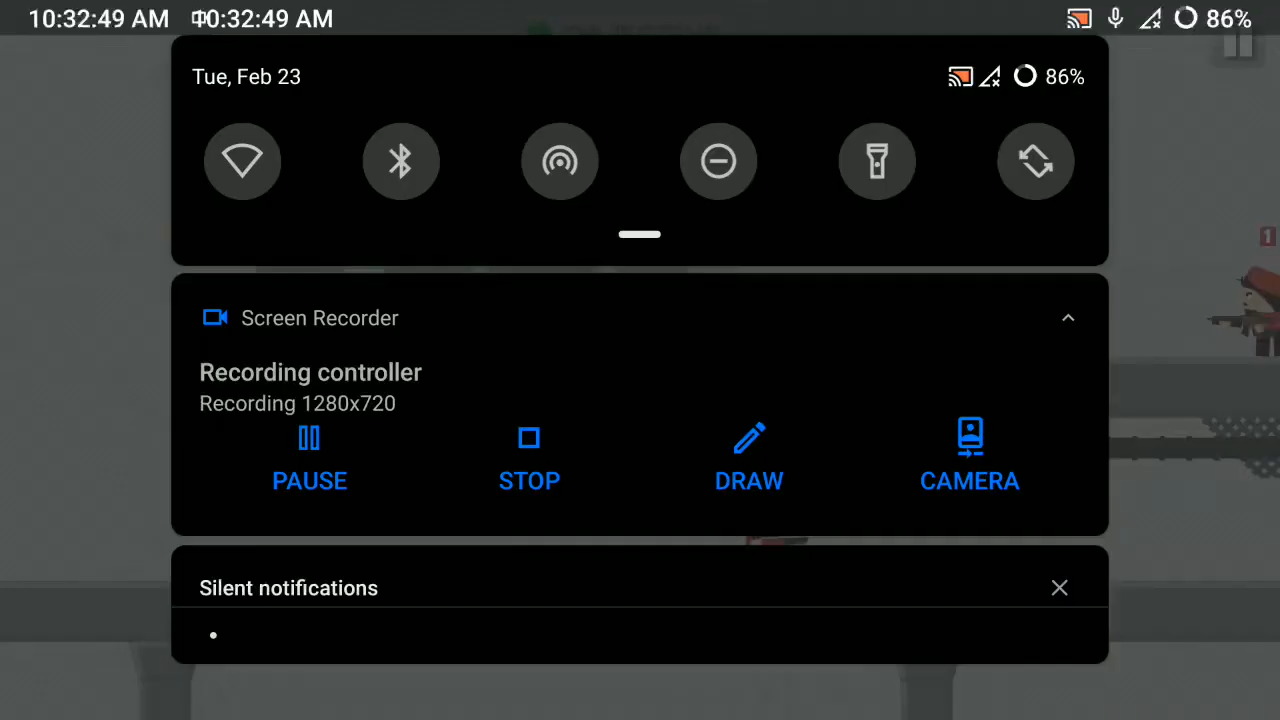 10:32:49 AM 10:32:49 AM 86%
Tue, Feb 23 86%
1
Screen Recorder
Recording controller
Recording 1280x720
PAUSE STOP DRAW CAMERA
Silent notifications